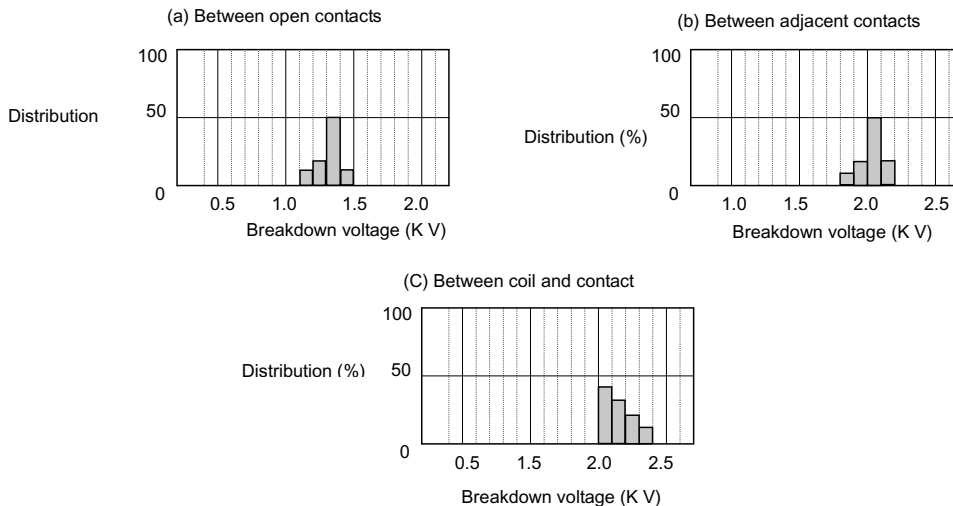 (a) Between open contacts
100
50
0
Distribution
0.5 1.0 1.5 2.0
Breakdown voltage (K V)
(b) Between adjacent contacts
100
50
0
Distribution (%)
1.0 1.5 2.0 2.5
Breakdown voltage (K V)
(C) Between coil and contact
100
50
0
Distribution (%)
0.5 1.5 2.0 2.5
Breakdown voltage (K V)